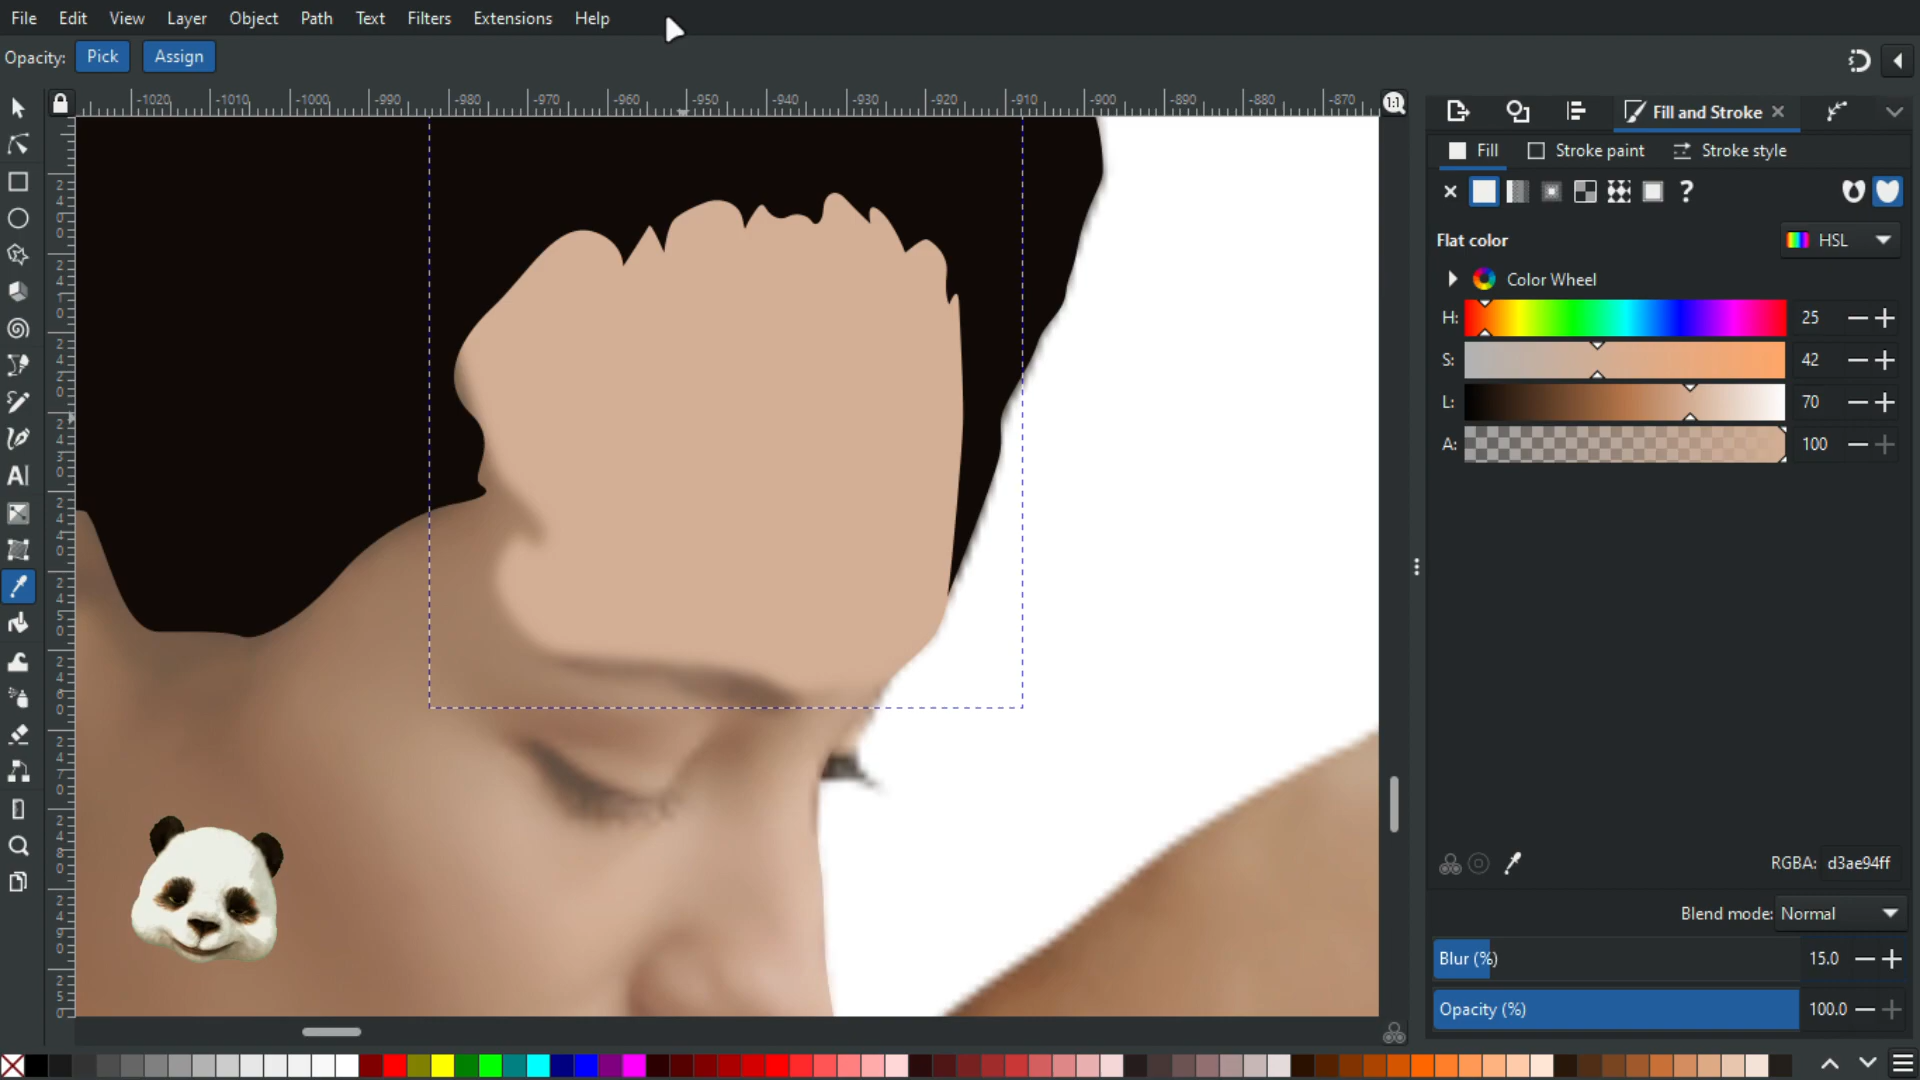 File Edit View Layer Object Path Text Filters Extensions Help
Opacity: Pick Assign
-1020 -1010 -1000 -990 -980 -970 -960 -950 -940 -930 -920 -910 -900 -890 -880 -870
1:1
Fill and Stroke
Fill Stroke paint Stroke style
?
Flat color HSL
Color Wheel
H: 25
S: 42
L: 70
A: 100
RGBA: d3ae94ff
Blend mode: Normal
Blur (%) 15.0
Opacity (%) 100.0